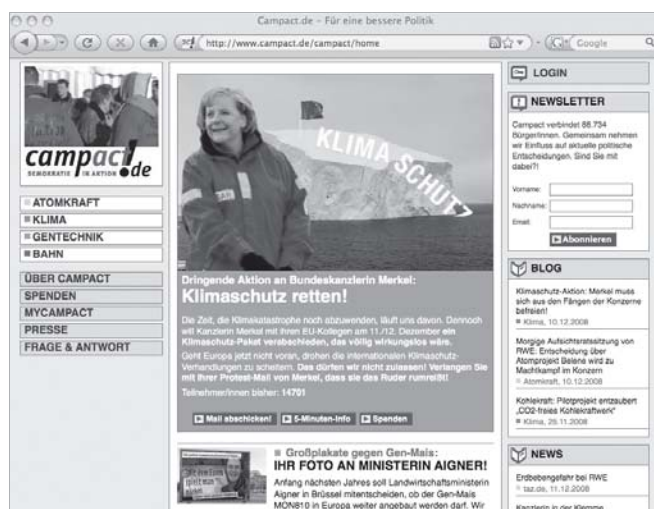 Campact.de – Für eine bessere Politik
http://www.campact.de/campact/home
Google
campact!.de
DEMOKRATIE IN AKTION
ATOMKRAFT
KLIMA
GENTECHNIK
BAHN
ÜBER CAMPACT
SPENDEN
MYCAMPACT
PRESSE
FRAGE & ANTWORT
KLIMA SCHUTZ
Dringende Aktion an Bundeskanzlerin Merkel:
Klimaschutz retten!
Die Zeit, die Klimakatastrophe noch abzuwenden, läuft uns davon. Dennoch
will Kanzlerin Merkel mit ihren EU-Kollegen am 11./12. Dezember ein
Klimaschutz-Paket verabschieden, das völlig wirkungslos wäre.
Geht Europa jetzt nicht voran, drohen die internationalen Klimaschutz-
Verhandlungen zu scheitern. Das dürfen wir nicht zulassen! Verlangen Sie
mit Ihrer Protest-Mail von Merkel, dass sie das Ruder rumreißt!
Teilnehmer/innen bisher: 14701
Mail abschicken!
5-Minuten-Info
Spenden
Großplakate gegen Gen-Mais:
IHR FOTO AN MINISTERIN AIGNER!
Anfang nächsten Jahres soll Landwirtschaftsministerin
Aigner in Brüssel mitentscheiden, ob der Gen-Mais
MON810 in Europa weiter angebaut werden darf. Wir
LOGIN
NEWSLETTER
Campact verbindet 88.734
Bürger/innen. Gemeinsam nehmen
wir Einfluss auf aktuelle politische
Entscheidungen. Sind Sie mit
dabei?!
Vorname:
Nachname:
Email:
Abonnieren
BLOG
Klimaschutz-Aktion: Merkel muss
sich aus den Fängen der Konzerne
befreien!
Klima, 10.12.2008
Morgige Aufsichtsratssitzung von
RWE: Entscheidung über
Atomprojekt Belene wird zu
Machtkampf im Konzern
Atomkraft, 10.12.2008
Kohlekraft: Pilotprojekt entzaubert
„CO2-freies Kohlekraftwerk"
Klima, 25.11.2008
NEWS
Erdbebengefahr bei RWE
taz.de, 11.12.2008
Kanzlerin in der Klemme